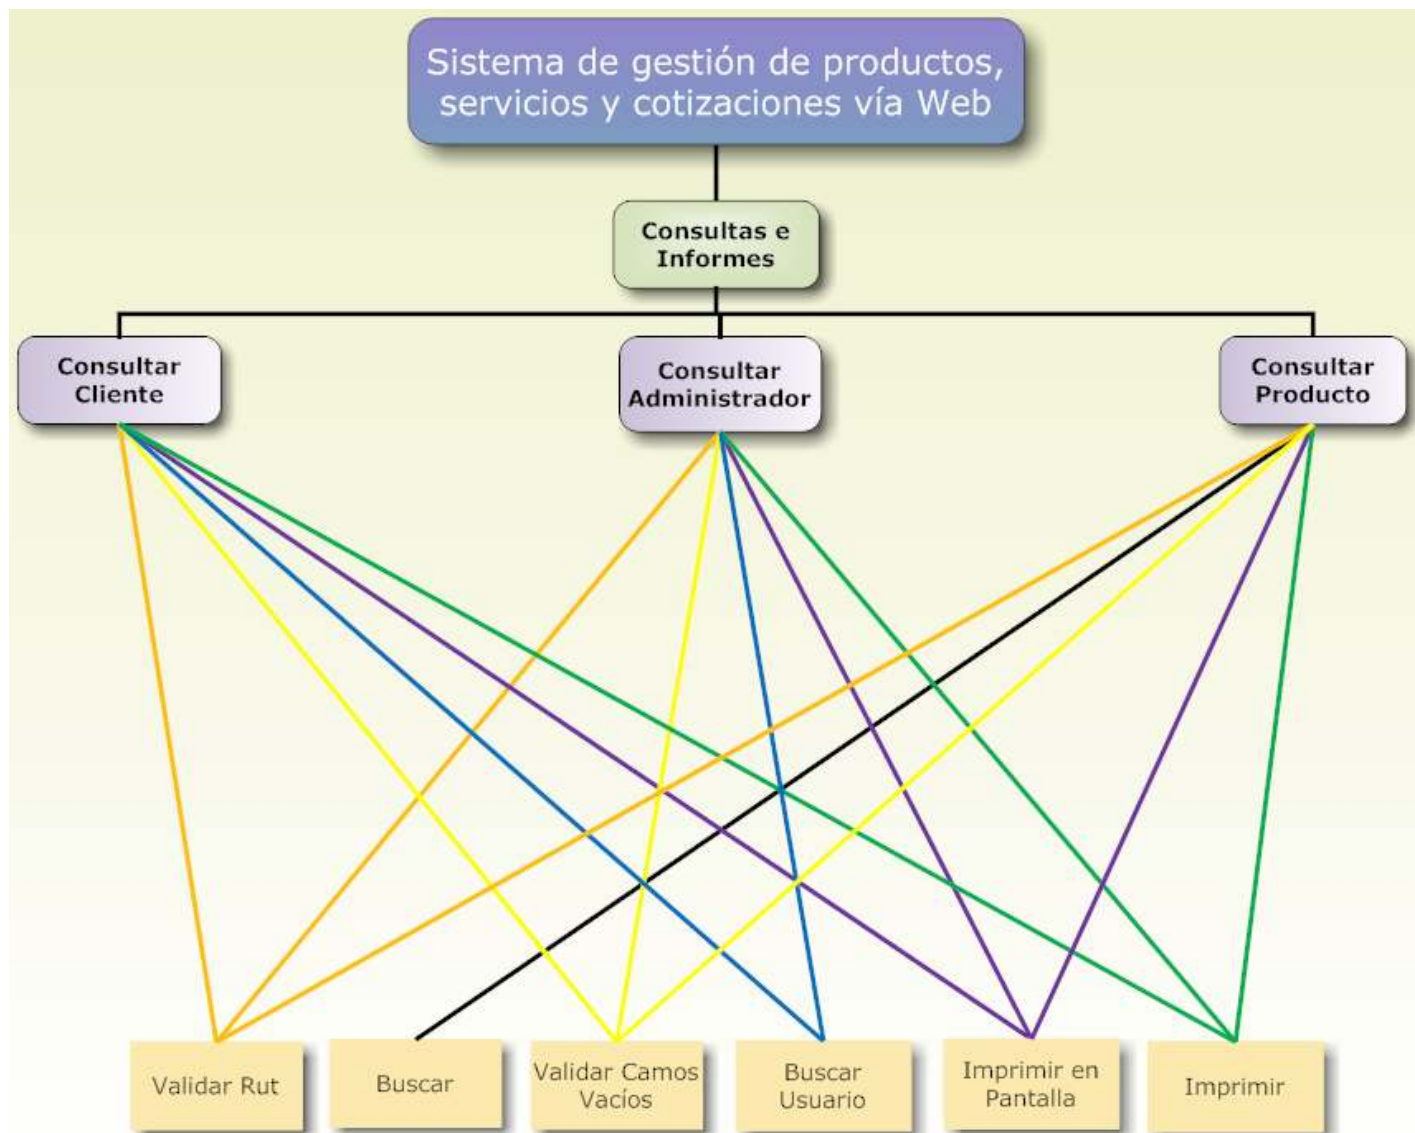 Sistema de gestión de productos,
servicios y cotizaciones vía Web
Consultas e
Informes
Consultar
Cliente
Consultar
Administrador
Consultar
Producto
Validar Rut
Buscar
Validar Camos
Vacíos
Buscar
Usuario
Imprimir en
Pantalla
Imprimir